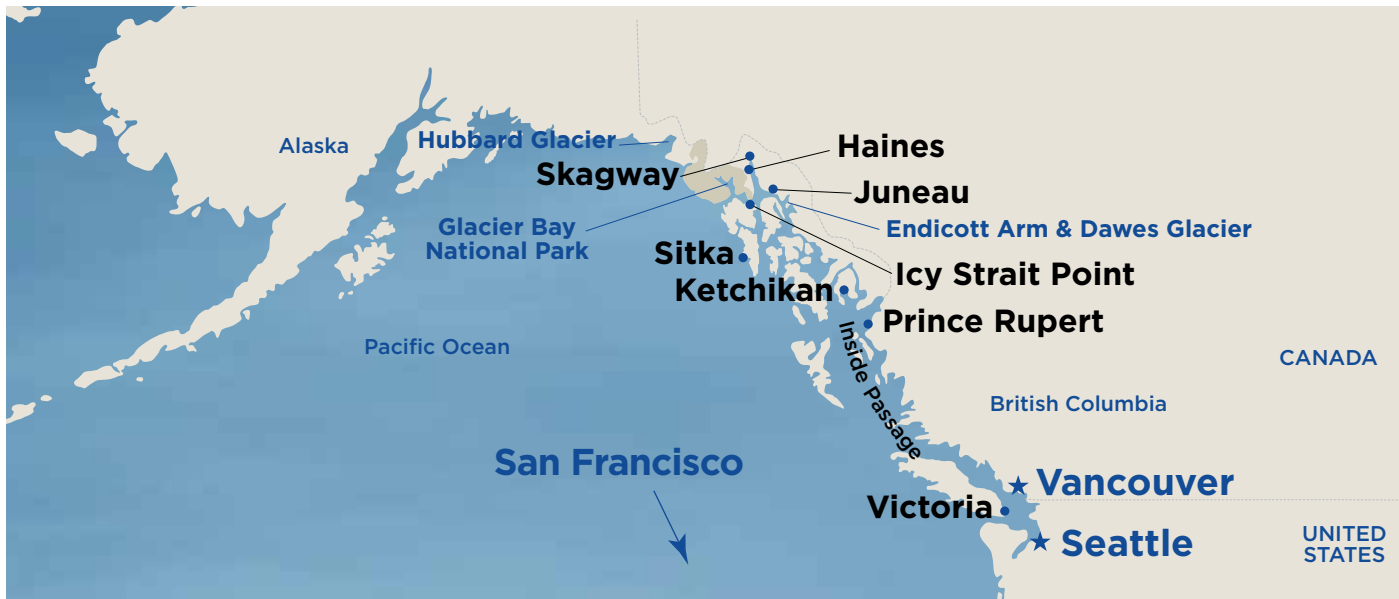 Alaska
Hubbard Glacier
Haines
Skagway
Juneau
Glacier Bay
National Park
Endicott Arm & Dawes Glacier
Sitka
Icy Strait Point
Ketchikan
Prince Rupert
Pacific Ocean
Inside Passage
CANADA
British Columbia
San Francisco
Vancouver
Victoria
Seattle
UNITED
STATES